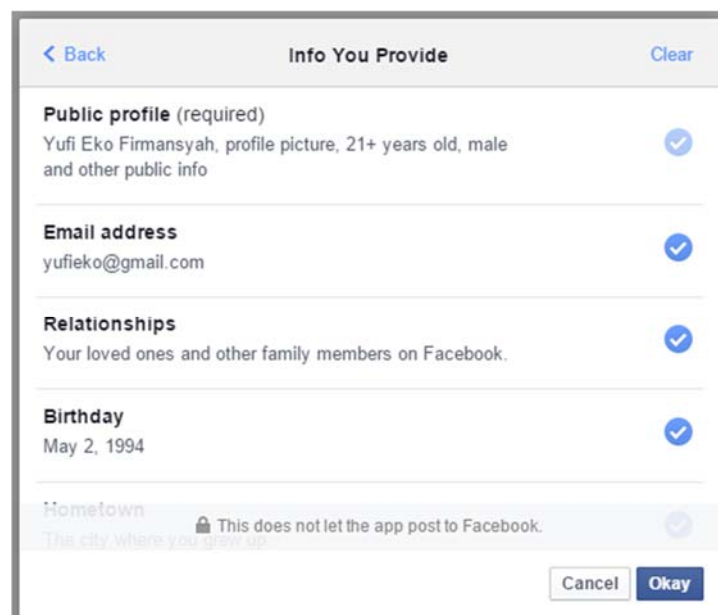 Back
Info You Provide
Clear
Public profile (required)
Yufi Eko Firmansyah, profile picture, 21+ years old, male
and other public info
Email address
yufieko@gmail.com
Relationships
Your loved ones and other family members on Facebook.
Birthday
May 2, 1994
Hometown
The city where you grew up.
This does not let the app post to Facebook.
Cancel
Okay